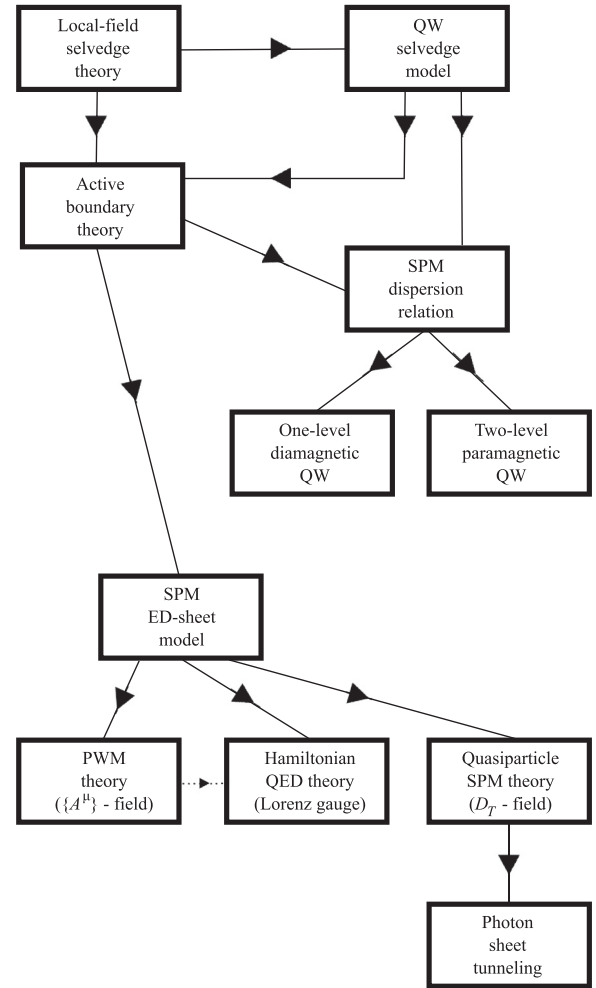 Local-field
selvedge
theory
QW
selvedge
model
Active
boundary
theory
SPM
dispersion
relation
One-level
diamagnetic
QW
Two-level
paramagnetic
QW
SPM
ED-sheet
model
PWM
theory
({A^μ} - field)
Hamiltonian
QED theory
(Lorenz gauge)
Quasiparticle
SPM theory
(D_T - field)
Photon
sheet
tunneling